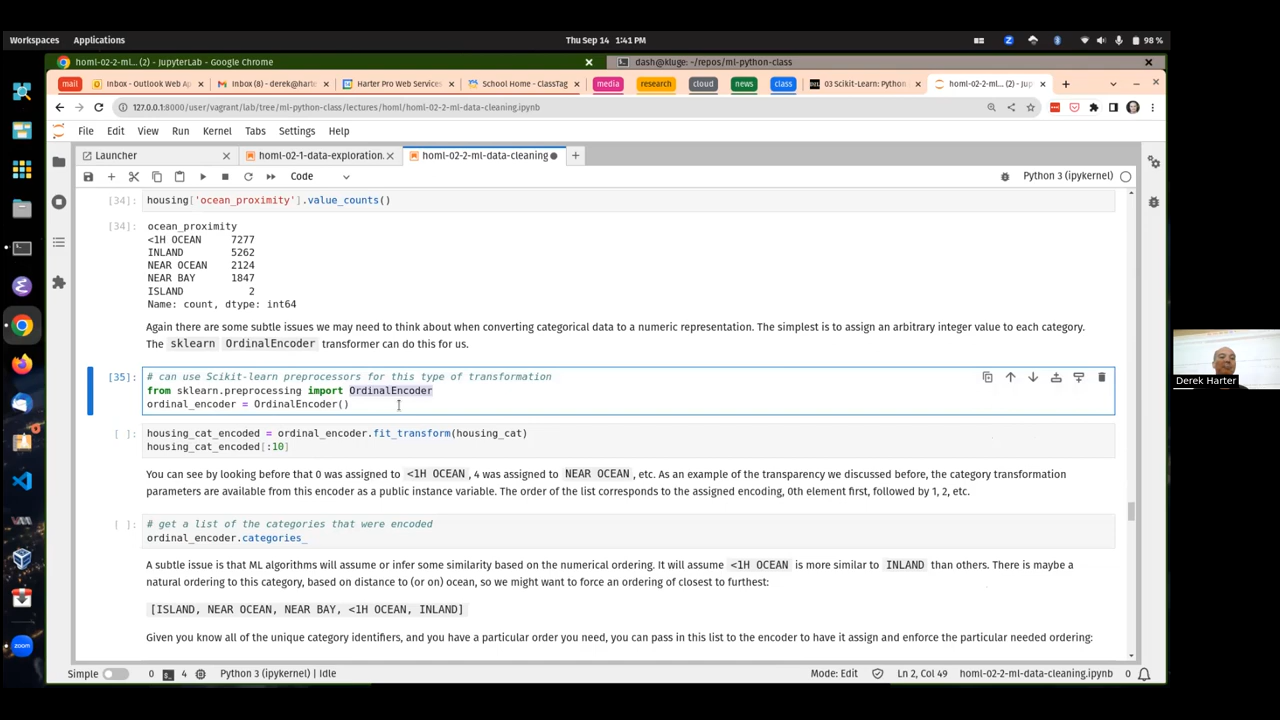 Workspaces Applications Thu Sep 14 1:41 PM 98 %
homl-02-2-ml... (2) - JupyterLab - Google Chrome dash@kluge: ~/repos/ml-python-class
mail Inbox - Outlook Web Ap Inbox (8) - derek@hart Harter Pro Web Services School Home - ClassTag media research cloud news class 03 Scikit-Learn: Python homl-02-2-ml... (2) - Jup
127.0.0.1:8000/user/vagrant/lab/tree/ml-python-class/lectures/homl/homl-02-2-ml-data-cleaning.ipynb
File Edit View Run Kernel Tabs Settings Help
Launcher homl-02-1-data-exploration. homl-02-2-ml-data-cleaning
Code Python 3 (ipykernel)
[34]: housing['ocean_proximity'].value_counts()
[34]: ocean_proximity
<1H OCEAN 7277
INLAND 5262
NEAR OCEAN 2124
NEAR BAY 1847
ISLAND 2
Name: count, dtype: int64
Again there are some subtle issues we may need to think about when converting categorical data to a numeric representation. The simplest is to assign an arbitrary integer value to each category.
The sklearn OrdinalEncoder transformer can do this for us.
[35]: # can use Scikit-learn preprocessors for this type of transformation
from sklearn.preprocessing import OrdinalEncoder
ordinal_encoder = OrdinalEncoder()
[ ]: housing_cat_encoded = ordinal_encoder.fit_transform(housing_cat)
housing_cat_encoded[:10]
You can see by looking before that 0 was assigned to <1H OCEAN , 4 was assigned to NEAR OCEAN , etc. As an example of the transparency we discussed before, the category transformation
parameters are available from this encoder as a public instance variable. The order of the list corresponds to the assigned encoding, 0th element first, followed by 1, 2, etc.
[ ]: # get a list of the categories that were encoded
ordinal_encoder.categories_
A subtle issue is that ML algorithms will assume or infer some similarity based on the numerical ordering. It will assume <1H OCEAN is more similar to INLAND than others. There is maybe a
natural ordering to this category, based on distance to (or on) ocean, so we might want to force an ordering of closest to furthest:
[ISLAND, NEAR OCEAN, NEAR BAY, <1H OCEAN, INLAND]
Given you know all of the unique category identifiers, and you have a particular order you need, you can pass in this list to the encoder to have it assign and enforce the particular needed ordering:
Simple 0 4 Python 3 (ipykernel) | Idle Mode: Edit Ln 2, Col 49 homl-02-2-ml-data-cleaning.ipynb 0
zoom
Derek Harter